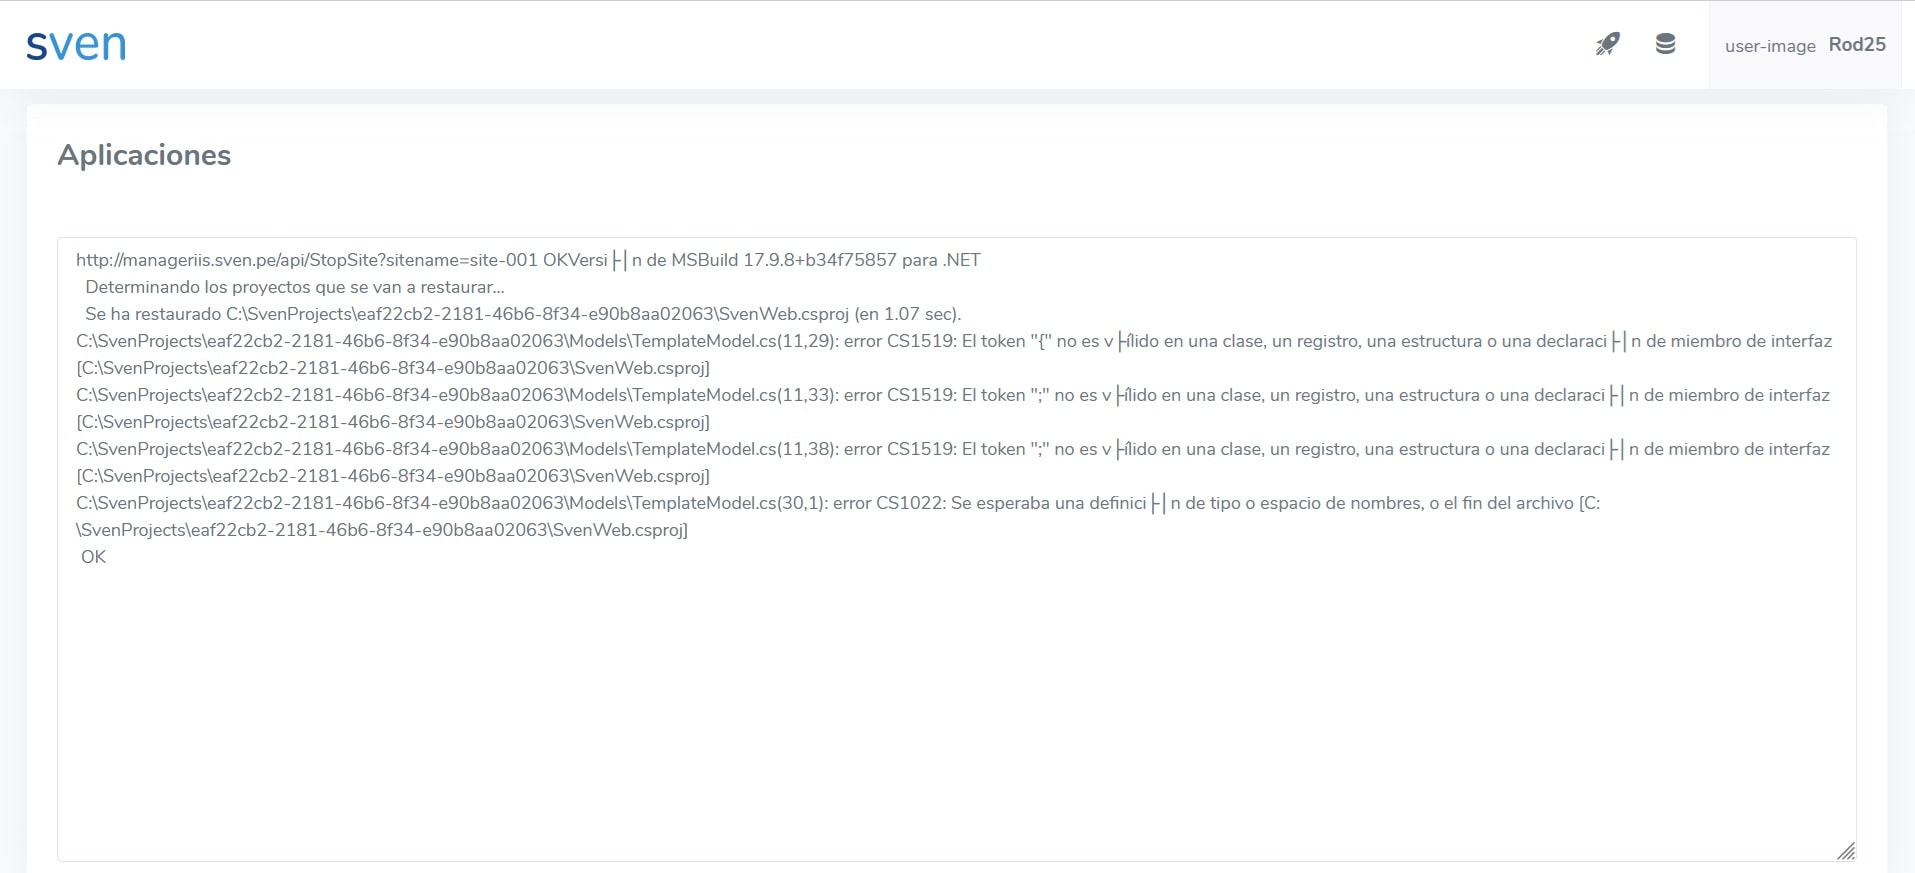 sven
user-image Rod25
Aplicaciones
http://manageriis.sven.pe/api/StopSite?sitename=site-001 OKVersi├│n de MSBuild 17.9.8+b34f75857 para .NET
Determinando los proyectos que se van a restaurar...
Se ha restaurado C:\SvenProjects\eaf22cb2-2181-46b6-8f34-e90b8aa02063\SvenWeb.csproj (en 1.07 sec).
C:\SvenProjects\eaf22cb2-2181-46b6-8f34-e90b8aa02063\Models\TemplateModel.cs(11,29): error CS1519: El token "{" no es v├ílido en una clase, un registro, una estructura o una declaraci├│n de miembro de interfaz
[C:\SvenProjects\eaf22cb2-2181-46b6-8f34-e90b8aa02063\SvenWeb.csproj]
C:\SvenProjects\eaf22cb2-2181-46b6-8f34-e90b8aa02063\Models\TemplateModel.cs(11,33): error CS1519: El token ";" no es v├ílido en una clase, un registro, una estructura o una declaraci├│n de miembro de interfaz
[C:\SvenProjects\eaf22cb2-2181-46b6-8f34-e90b8aa02063\SvenWeb.csproj]
C:\SvenProjects\eaf22cb2-2181-46b6-8f34-e90b8aa02063\Models\TemplateModel.cs(11,38): error CS1519: El token ";" no es v├ílido en una clase, un registro, una estructura o una declaraci├│n de miembro de interfaz
[C:\SvenProjects\eaf22cb2-2181-46b6-8f34-e90b8aa02063\SvenWeb.csproj]
C:\SvenProjects\eaf22cb2-2181-46b6-8f34-e90b8aa02063\Models\TemplateModel.cs(30,1): error CS1022: Se esperaba una definici├│n de tipo o espacio de nombres, o el fin del archivo [C:
\SvenProjects\eaf22cb2-2181-46b6-8f34-e90b8aa02063\SvenWeb.csproj]
OK